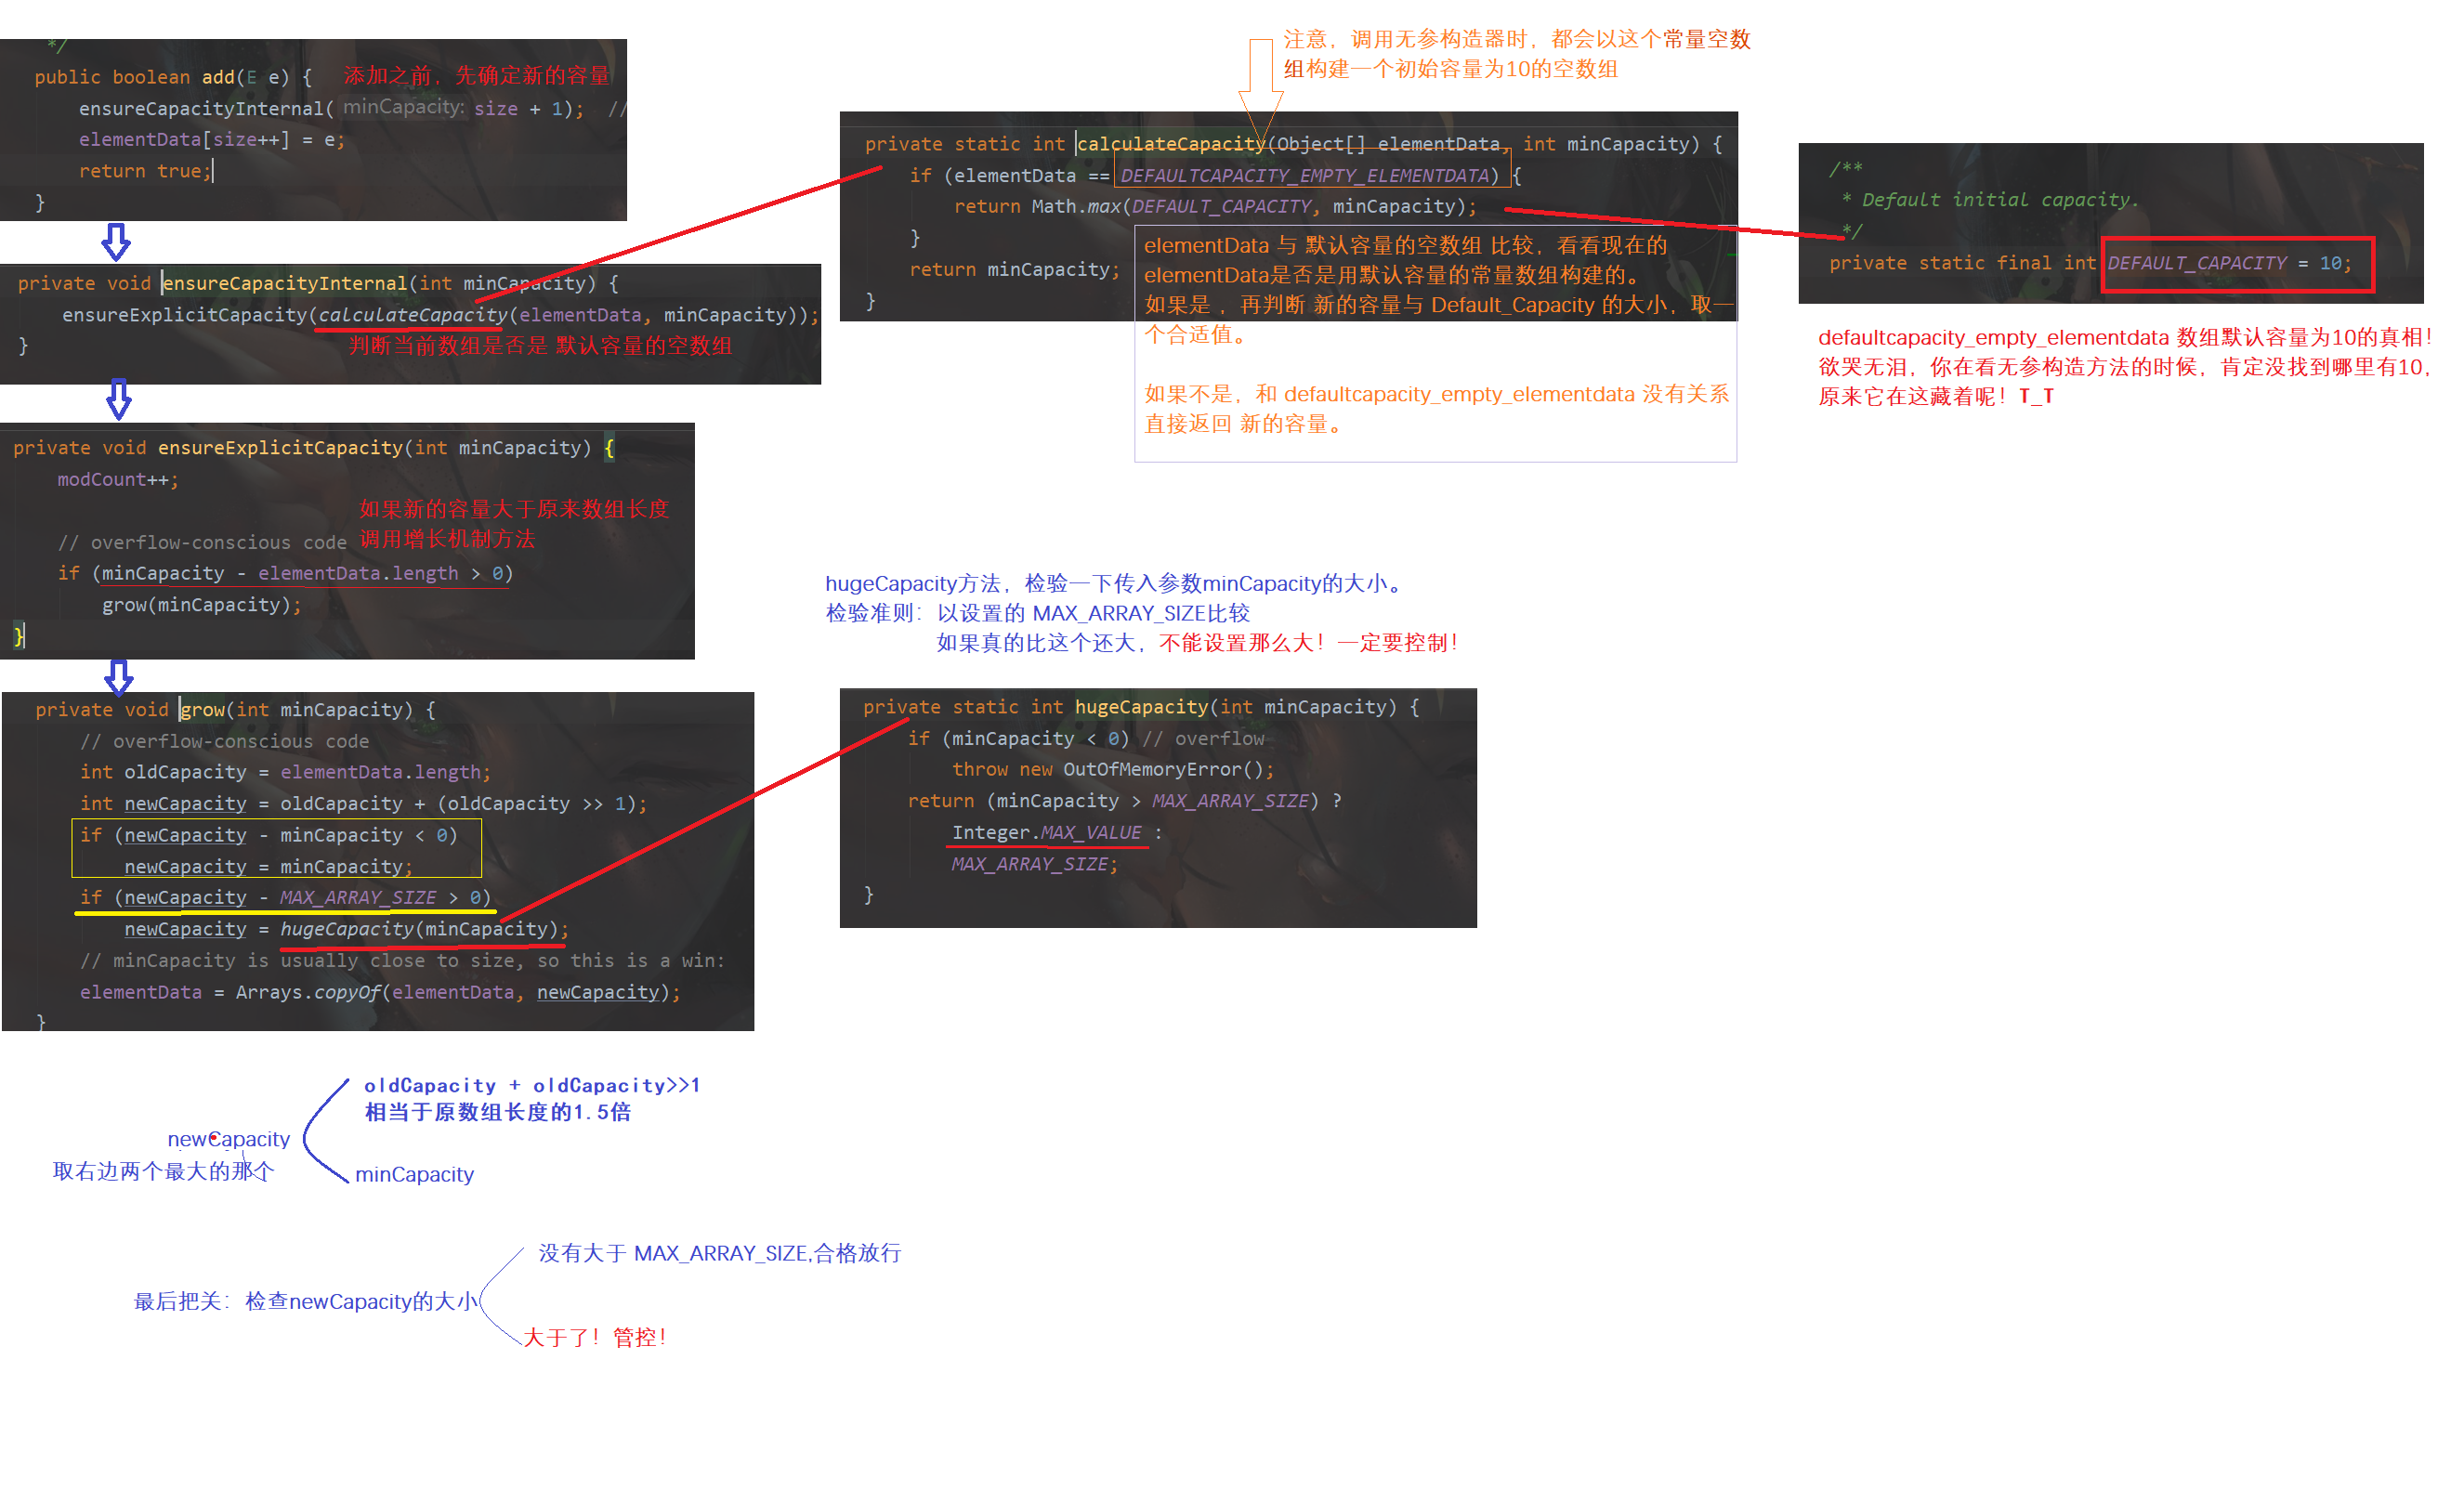 */
public boolean add(E e) {
添加之前，先确定新的容量
ensureCapacityInternal( minCapacity: size + 1);  //
elementData[size++] = e;
return true;
}
private void ensureCapacityInternal(int minCapacity) {
ensureExplicitCapacity(calculateCapacity(elementData, minCapacity));
}
判断当前数组是否是 默认容量的空数组
private void ensureExplicitCapacity(int minCapacity) {
modCount++;
如果新的容量大于原来数组长度
调用增长机制方法
// overflow-conscious code
if (minCapacity - elementData.length > 0)
grow(minCapacity);
}
private void grow(int minCapacity) {
// overflow-conscious code
int oldCapacity = elementData.length;
int newCapacity = oldCapacity + (oldCapacity >> 1);
if (newCapacity - minCapacity < 0)
newCapacity = minCapacity;
if (newCapacity - MAX_ARRAY_SIZE > 0)
newCapacity = hugeCapacity(minCapacity);
// minCapacity is usually close to size, so this is a win:
elementData = Arrays.copyOf(elementData, newCapacity);
}
oldCapacity + oldCapacity>>1
相当于原数组长度的1.5倍
newCapacity
取右边两个最大的那个
minCapacity
没有大于 MAX_ARRAY_SIZE,合格放行
最后把关：检查newCapacity的大小
大于了！管控！
注意，调用无参构造器时，都会以这个常量空数
组构建一个初始容量为10的空数组
private static int calculateCapacity(Object[] elementData, int minCapacity) {
if (elementData == DEFAULTCAPACITY_EMPTY_ELEMENTDATA) {
return Math.max(DEFAULT_CAPACITY, minCapacity);
}
return minCapacity;
}
elementData 与 默认容量的空数组 比较，看看现在的
elementData是否是用默认容量的常量数组构建的。
如果是 ，再判断 新的容量与 Default_Capacity 的大小，取一
个合适值。
如果不是，和 defaultcapacity_empty_elementdata 没有关系
直接返回 新的容量。
/**
* Default initial capacity.
*/
private static final int DEFAULT_CAPACITY = 10;
defaultcapacity_empty_elementdata 数组默认容量为10的真相！
欲哭无泪，你在看无参构造方法的时候，肯定没找到哪里有10，
原来它在这藏着呢！T_T
hugeCapacity方法，检验一下传入参数minCapacity的大小。
检验准则：以设置的 MAX_ARRAY_SIZE比较
如果真的比这个还大，不能设置那么大！一定要控制！
private static int hugeCapacity(int minCapacity) {
if (minCapacity < 0) // overflow
throw new OutOfMemoryError();
return (minCapacity > MAX_ARRAY_SIZE) ?
Integer.MAX_VALUE :
MAX_ARRAY_SIZE;
}